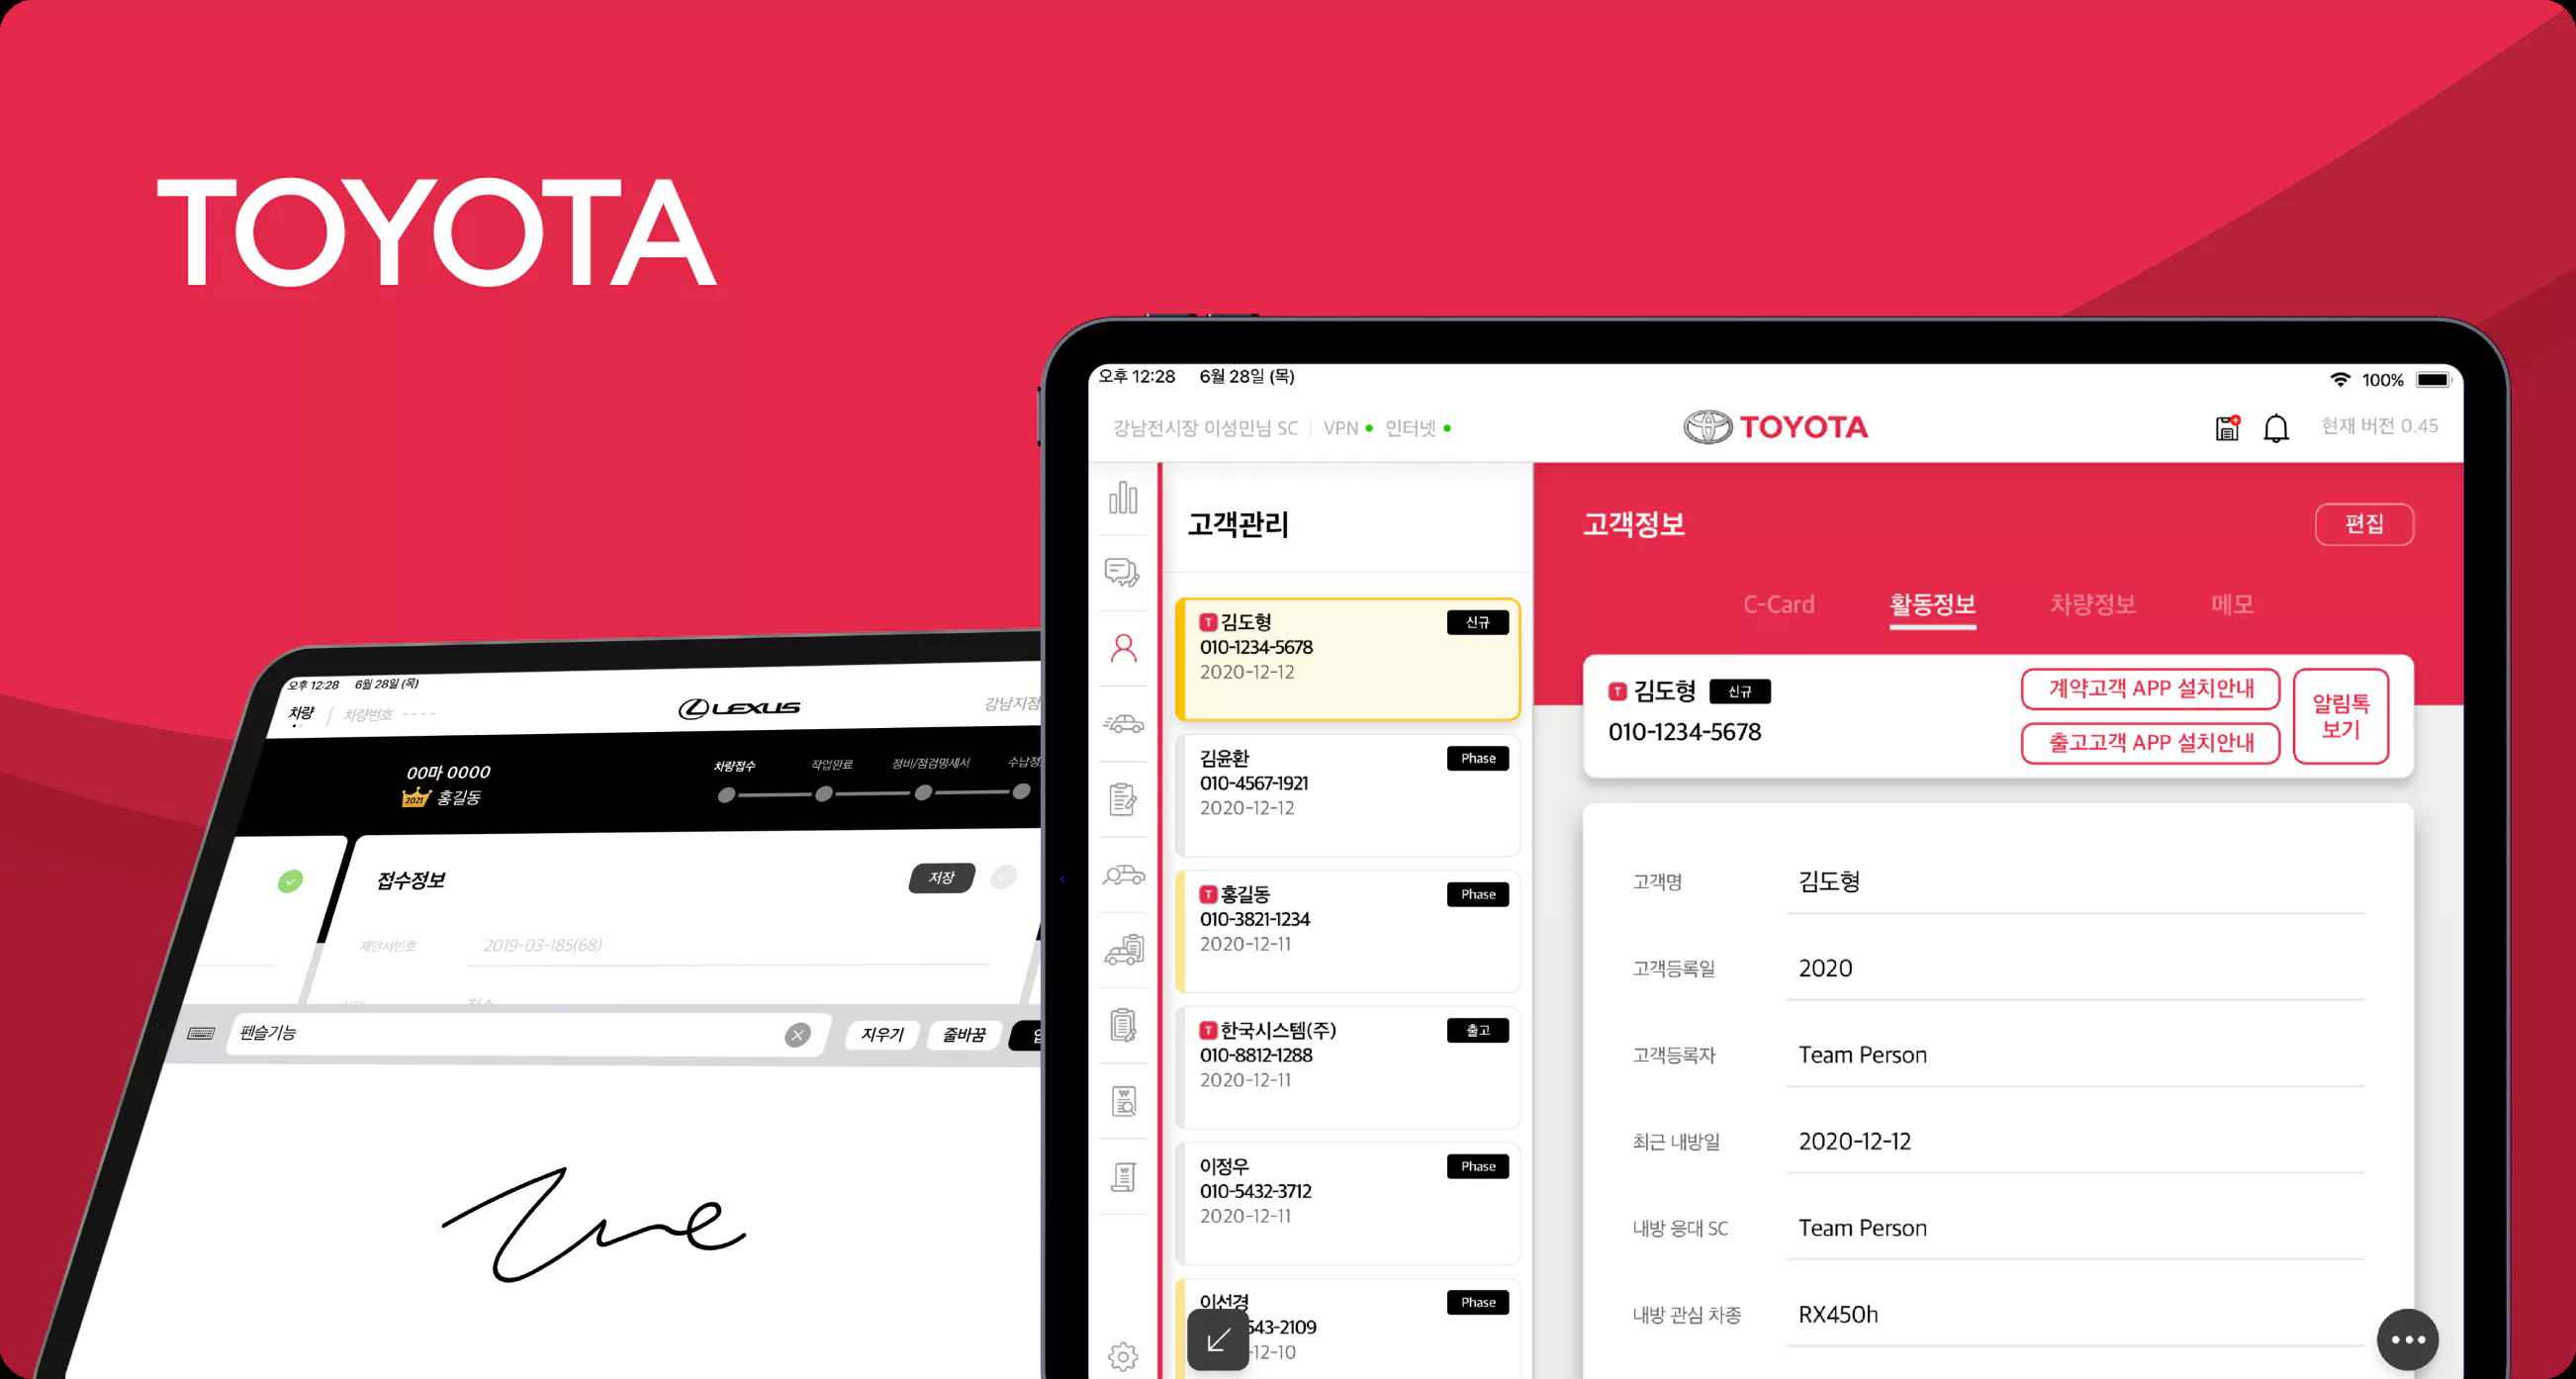 TOYOTA
오후 12:28 6월 28일 (목)
100%
강남전시장 이성민님 SC VPN 인터넷
TOYOTA
현재 버전 0.45
고객관리
T 김도형 신규
010-1234-5678
2020-12-12
김윤환 Phase
010-4567-1921
2020-12-12
T 홍길동 Phase
010-3821-1234
2020-12-11
T 한국시스템(주) 출고
010-8812-1288
2020-12-11
이정우 Phase
010-5432-3712
2020-12-11
이선경 Phase
543-2109
-12-10
고객정보
편집
C-Card 활동정보 차량정보 메모
T 김도형 신규
010-1234-5678
계약고객 APP 설치안내
출고고객 APP 설치안내
알림톡
보기
고객명 김도형
고객등록일 2020
고객등록자 Team Person
최근 내방일 2020-12-12
내방 응대 SC Team Person
내방 관심 차종 RX450h
오후 12:28 6월 28일 (목)
차량 차량번호 ----
LEXUS
강남지점
00마 0000
2021 홍길동
차량접수 작업완료 정비/점검명세서 수납정
접수정보
저장
제안서번호 2019-03-185(68)
펜슬기능
지우기 줄바꿈